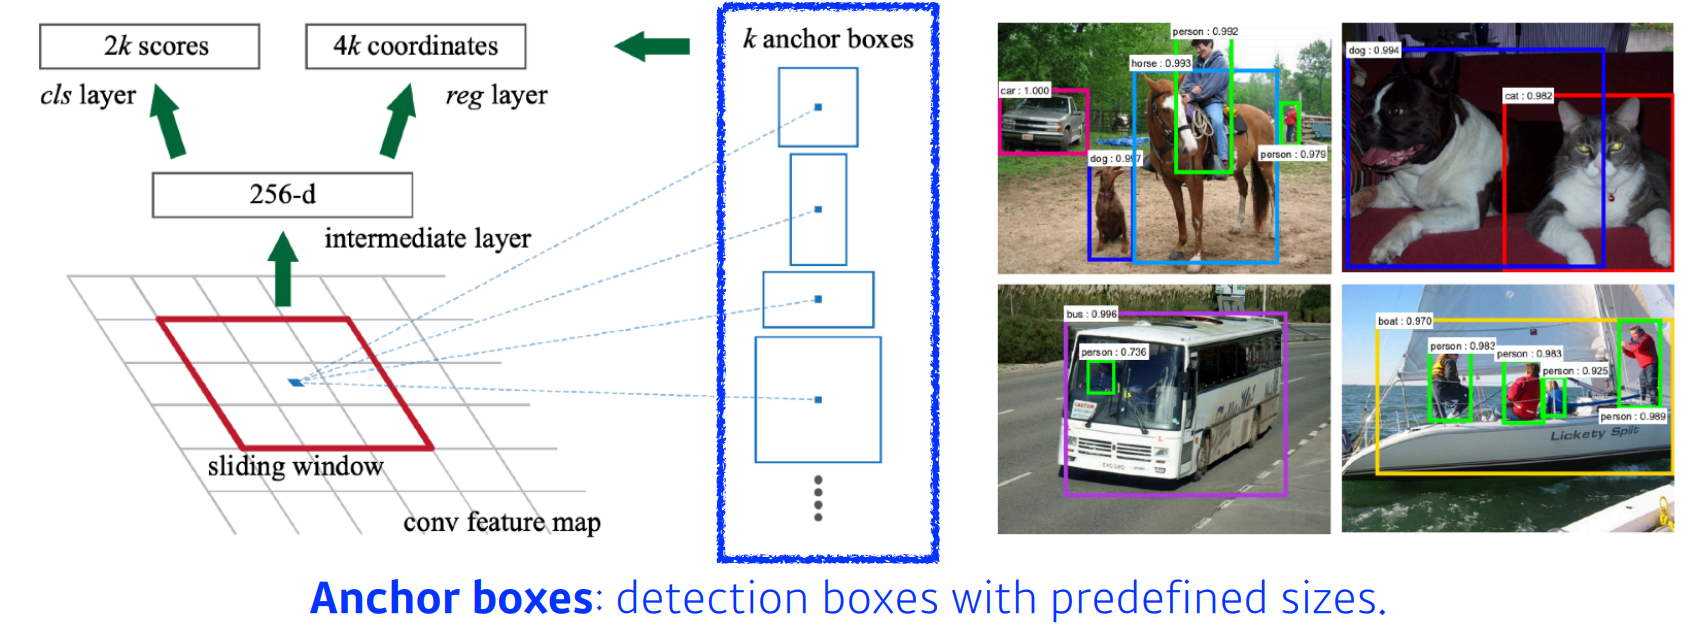 2k scores
4k coordinates
cls layer
reg layer
256-d
intermediate layer
sliding window
conv feature map
k anchor boxes
person : 0.992
horse : 0.993
car : 1.000
dog : 0.997
person : 0.979
dog : 0.994
cat : 0.982
bus : 0.996
person : 0.736
boat : 0.970
person : 0.983
person : 0.983
person : 0.925
person : 0.989
Lickety Split
Anchor boxes: detection boxes with predefined sizes.